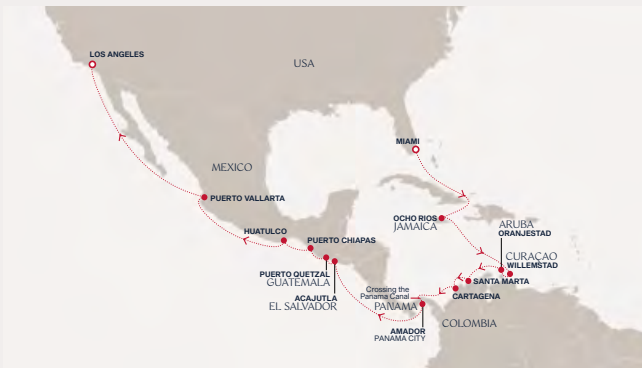 LOS ANGELES
USA
MIAMI
MEXICO
PUERTO VALLARTA
OCHO RIOS
JAMAICA
ARUBA
ORANJESTAD
HUATULCO
PUERTO CHIAPAS
CURAÇAO
WILLEMSTAD
PUERTO QUETZAL
GUATEMALA
SANTA MARTA
Crossing the
Panama Canal
CARTAGENA
ACAJUTLA
EL SALVADOR
PANAMA
COLOMBIA
AMADOR
PANAMA CITY